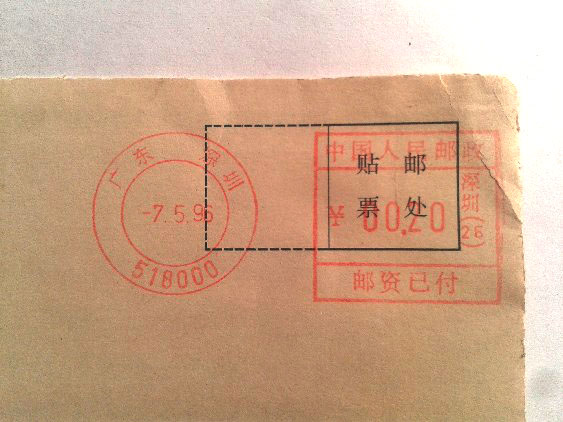 广东 深圳
-7.5.96
518000
中国人民邮政
深圳(26)
¥00.20
邮资已付
贴邮
票处